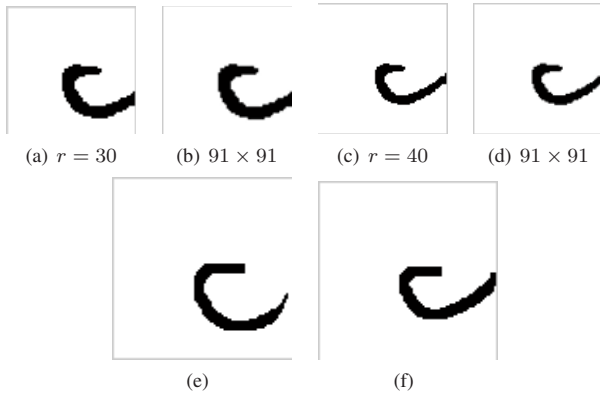 (a) r = 30 (b) 91 × 91 (c) r = 40 (d) 91 × 91
(e) (f)